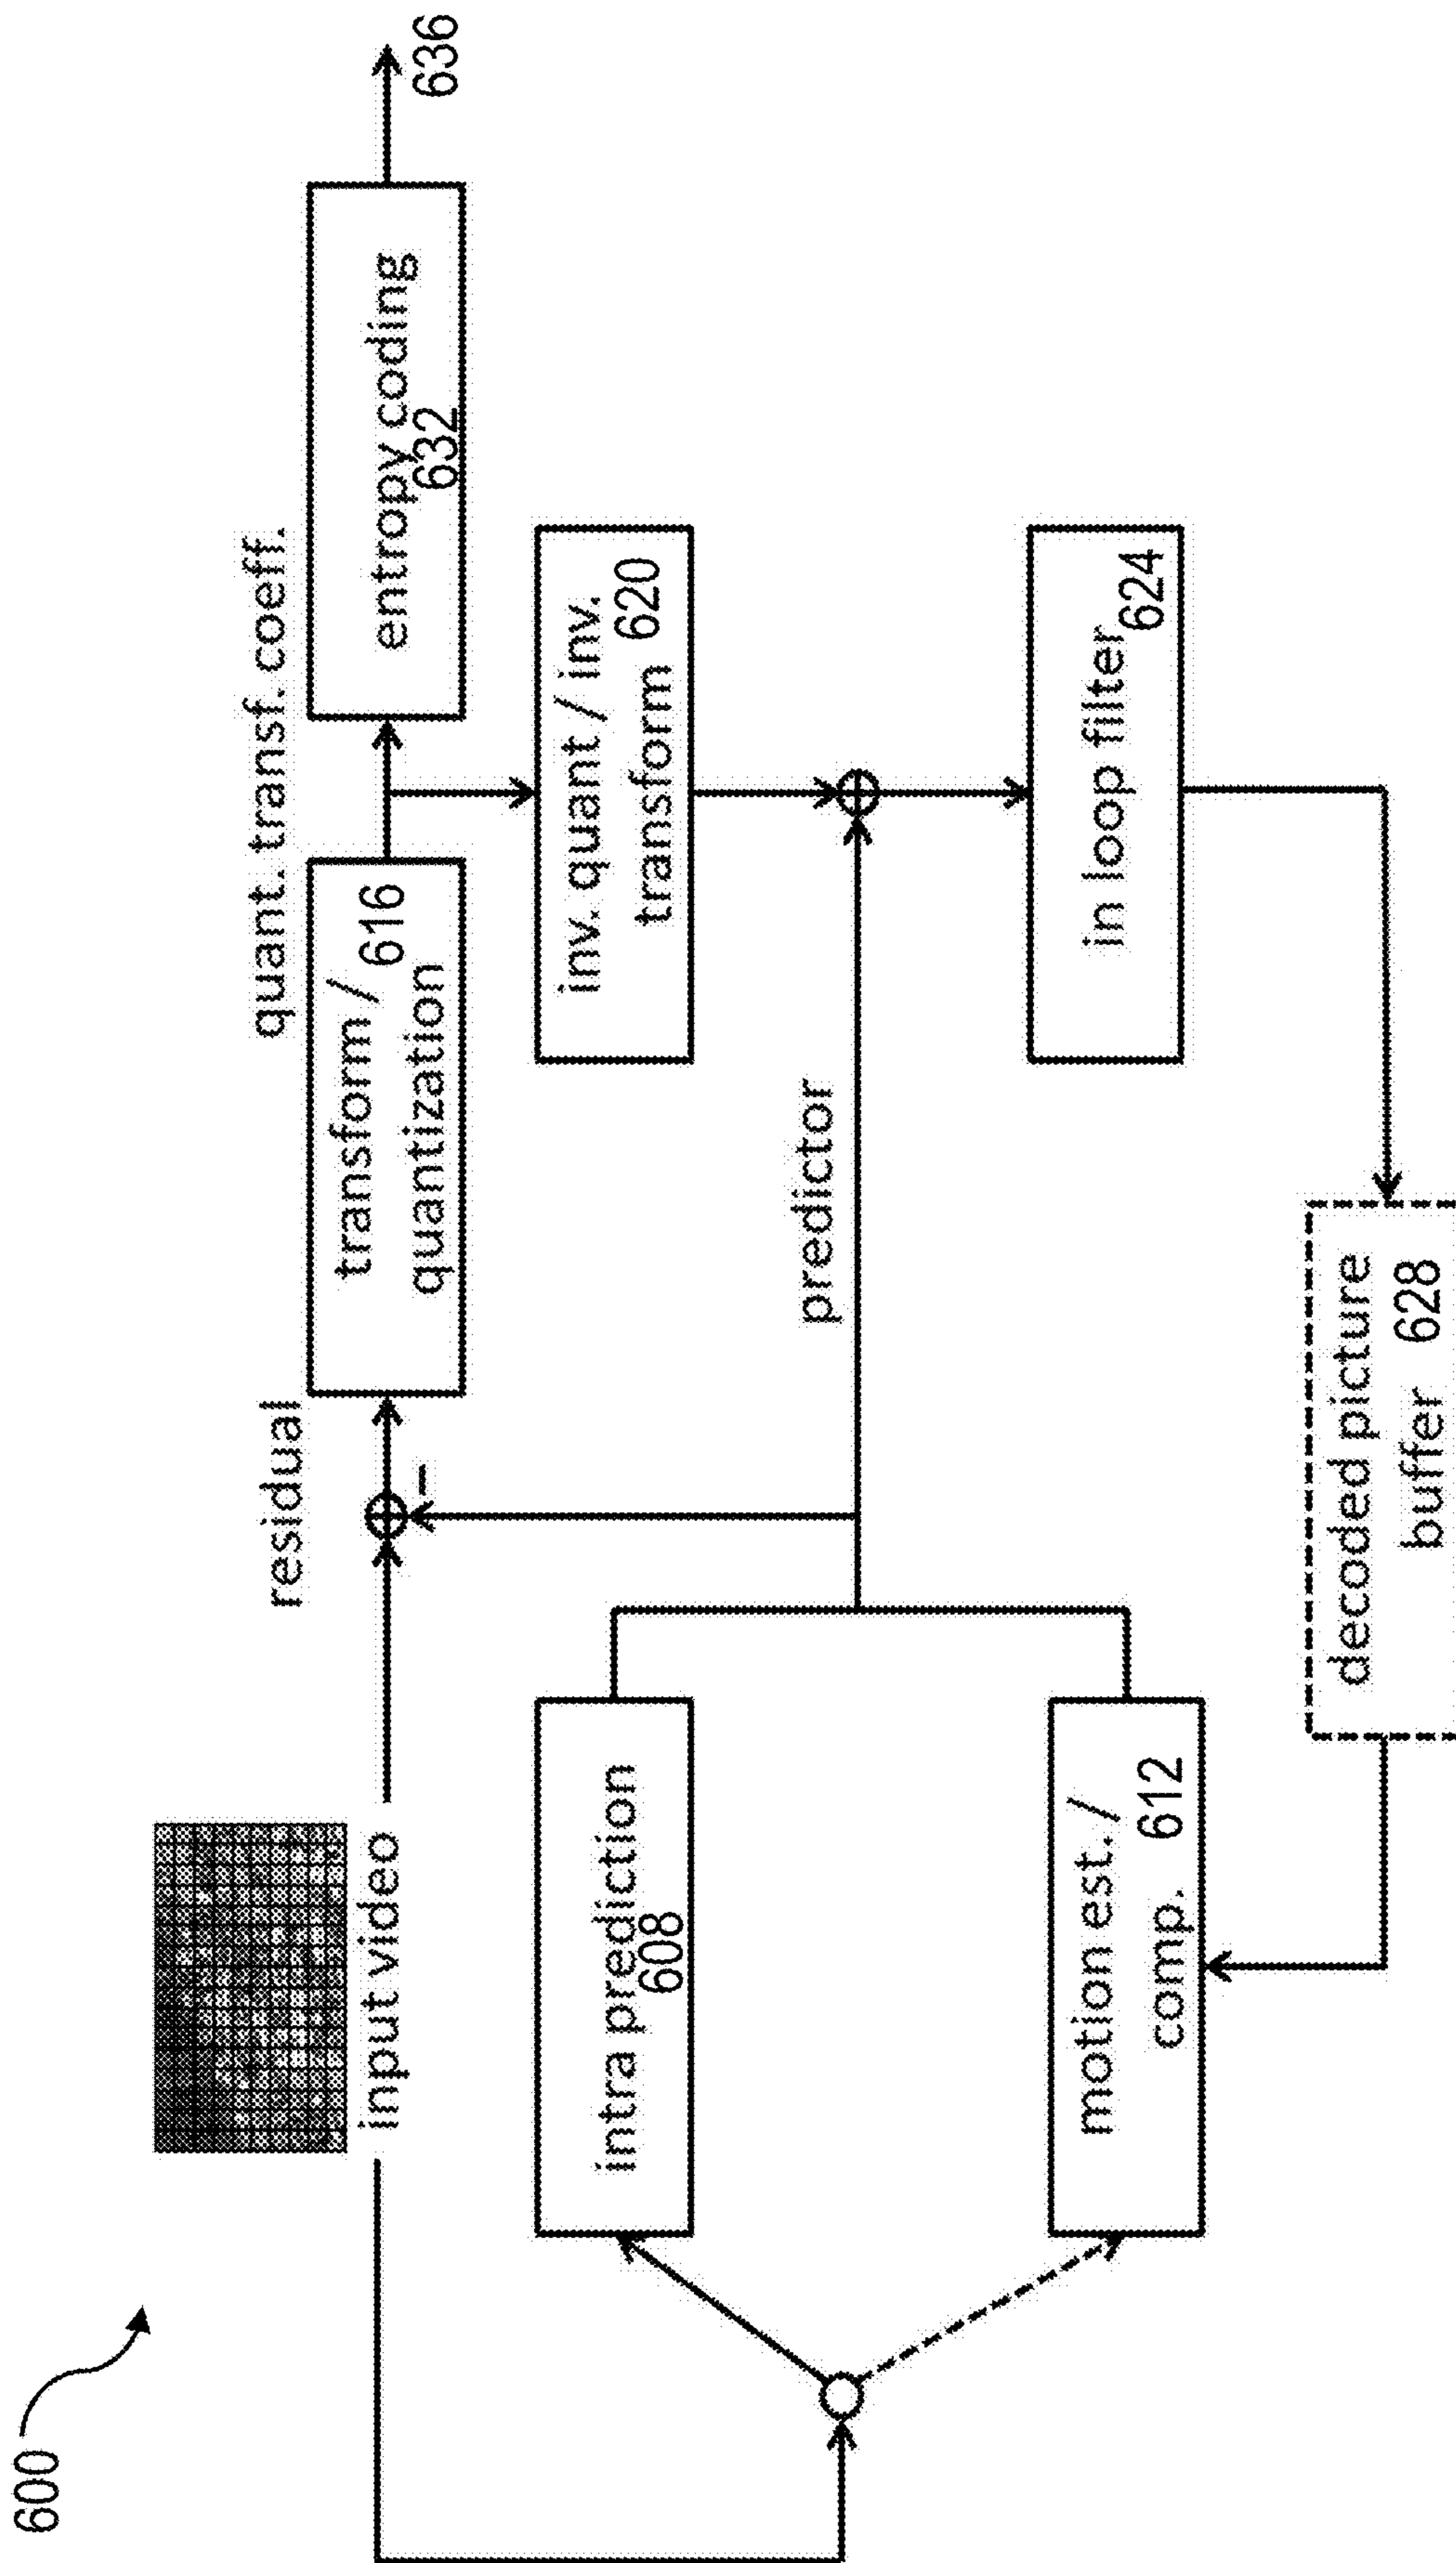 600
input video
residual
transform /
616
quantization
quant. transf. coeff.
entropy coding
632
636
intra prediction
608
inv. quant / inv.
transform 620
predictor
motion est. /
comp. 612
in loop filter
624
decoded picture
buffer 628